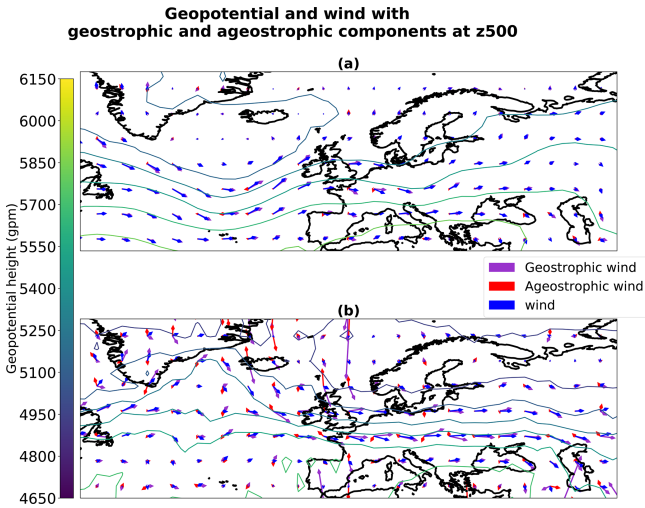 Geopotential and wind with
geostrophic and ageostrophic components at z500
(a)
6150
6000
5850
5700
5550
5400
5250
5100
4950
4800
4650
Geopotential height (gpm)
Geostrophic wind
Ageostrophic wind
wind
(b)